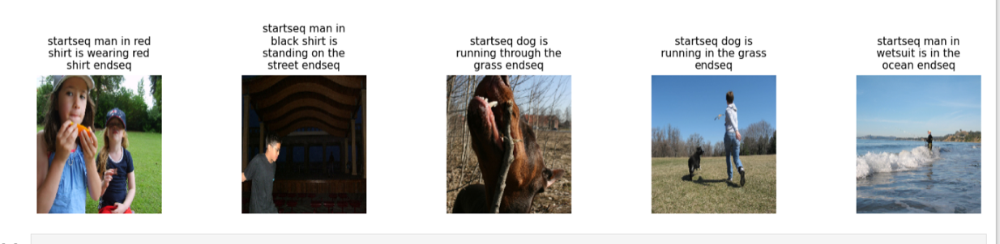 startseq man in red
shirt is wearing red
shirt endseq
startseq man in
black shirt is
standing on the
street endseq
startseq dog is
running through the
grass endseq
startseq dog is
running in the grass
endseq
startseq man in
wetsuit is in the
ocean endseq